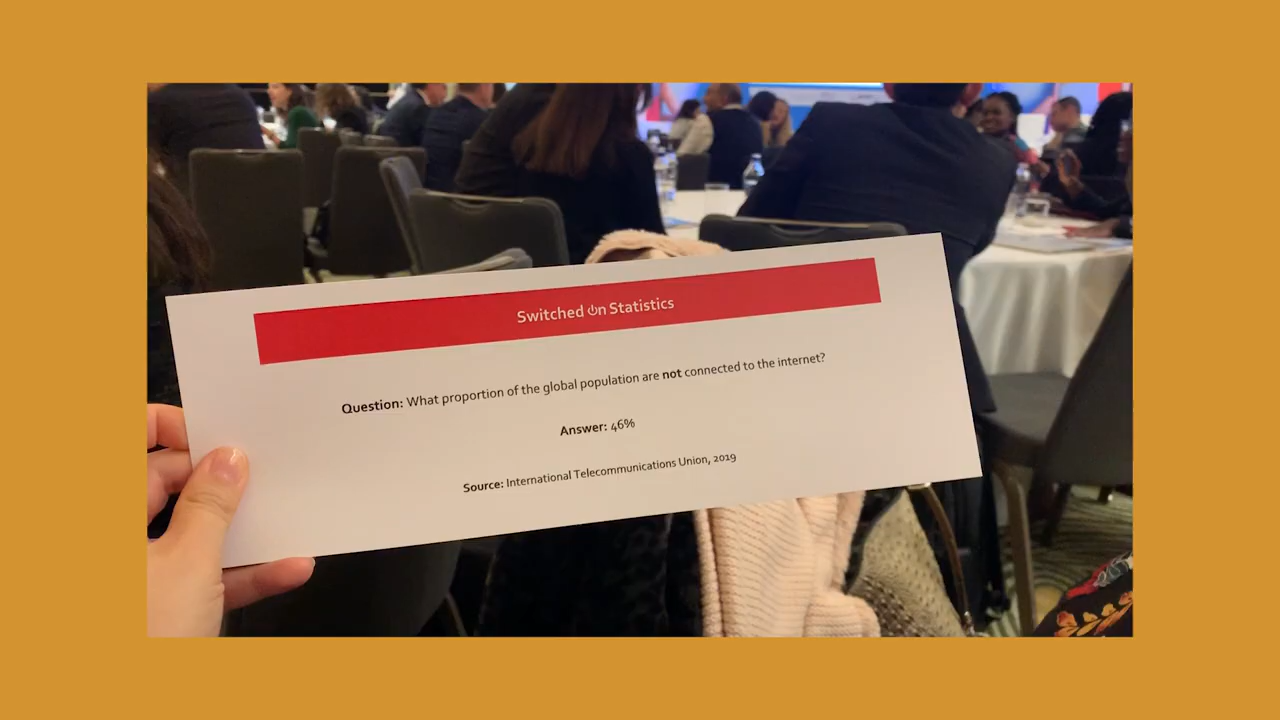 Switched On Statistics
Question: What proportion of the global population are not connected to the internet?
Answer: 46%
Source: International Telecommunications Union, 2019